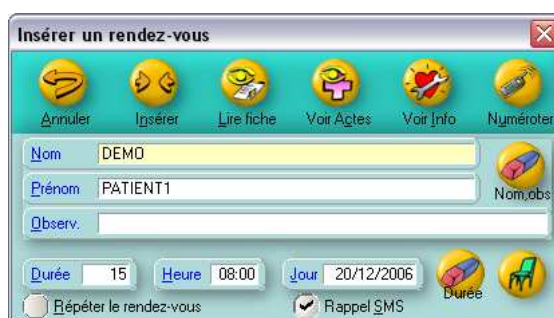 Insérer un rendez-vous
Annuler Insérer Lire fiche Voir Actes Voir Info Numéroter
Nom DEMO
Prénom PATIENT1
Nom,obs
Observ.
Durée 15 Heure 08:00 Jour 20/12/2006
Durée
Répéter le rendez-vous Rappel SMS